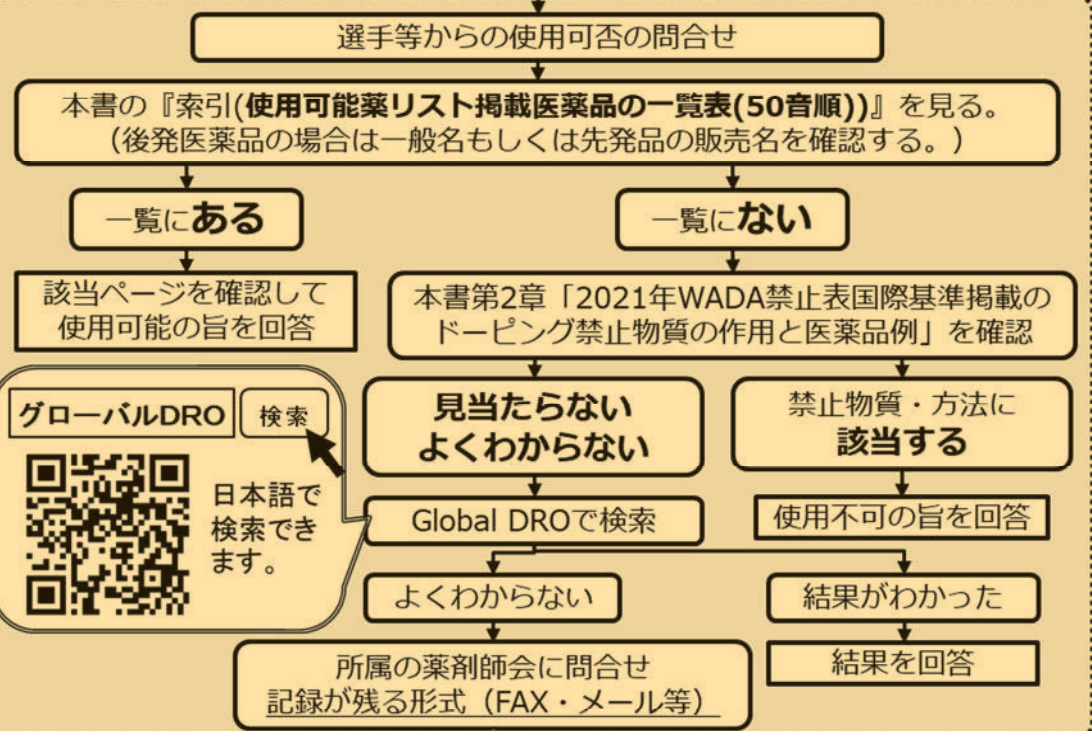 選手等からの使用可否の問合せ
本書の『索引(使用可能薬リスト掲載医薬品の一覧表(50音順))』を見る。
(後発医薬品の場合は一般名もしくは先発品の販売名を確認する。)
一覧にある
一覧にない
該当ページを確認して
使用可能の旨を回答
本書第2章「2021年WADA禁止表国際基準掲載の
ドーピング禁止物質の作用と医薬品例」を確認
見当たらない
よくわからない
禁止物質・方法に
該当する
グローバルDRO
検索
日本語で
検索でき
ます。
Global DROで検索
使用不可の旨を回答
よくわからない
結果がわかった
所属の薬剤師会に問合せ
記録が残る形式(FAX・メール等)
結果を回答